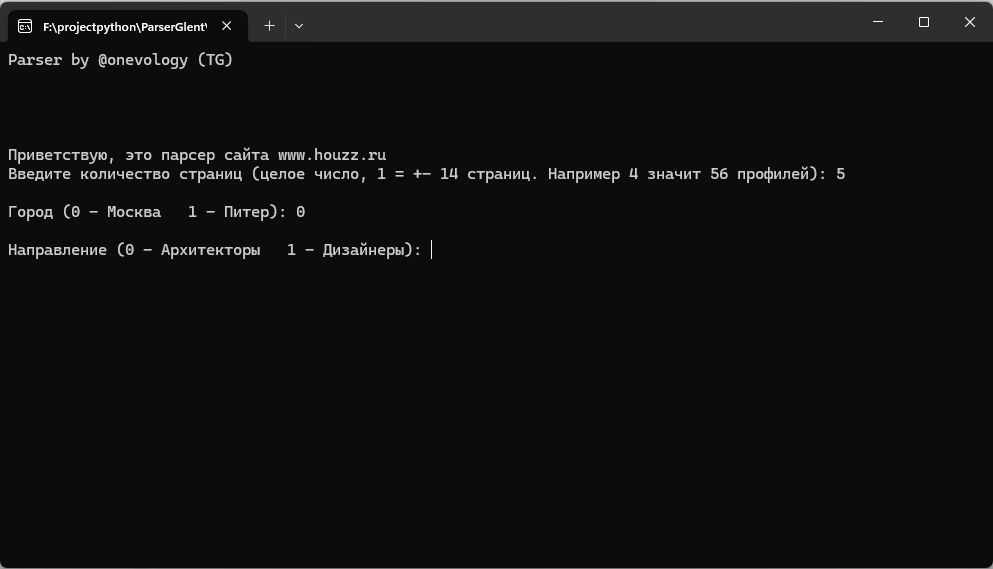 F:\projectpython\ParserGlent\
Parser by @onevology (TG)
Приветствую, это парсер сайта www.houzz.ru
Введите количество страниц (целое число, 1 = +- 14 страниц. Например 4 значит 56 профилей): 5
Город (0 - Москва   1 - Питер): 0
Направление (0 - Архитекторы   1 - Дизайнеры):